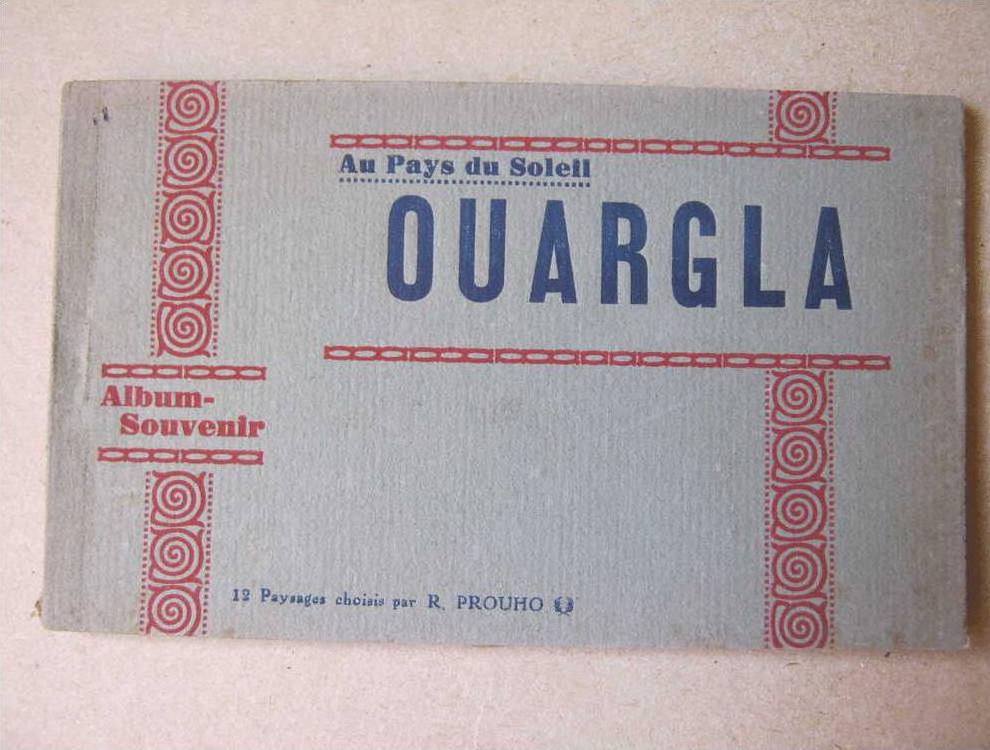 Au Pays du Soleil
OUARGLA
Album-
Souvenir
12 Paysages choisis par R. PROUHO